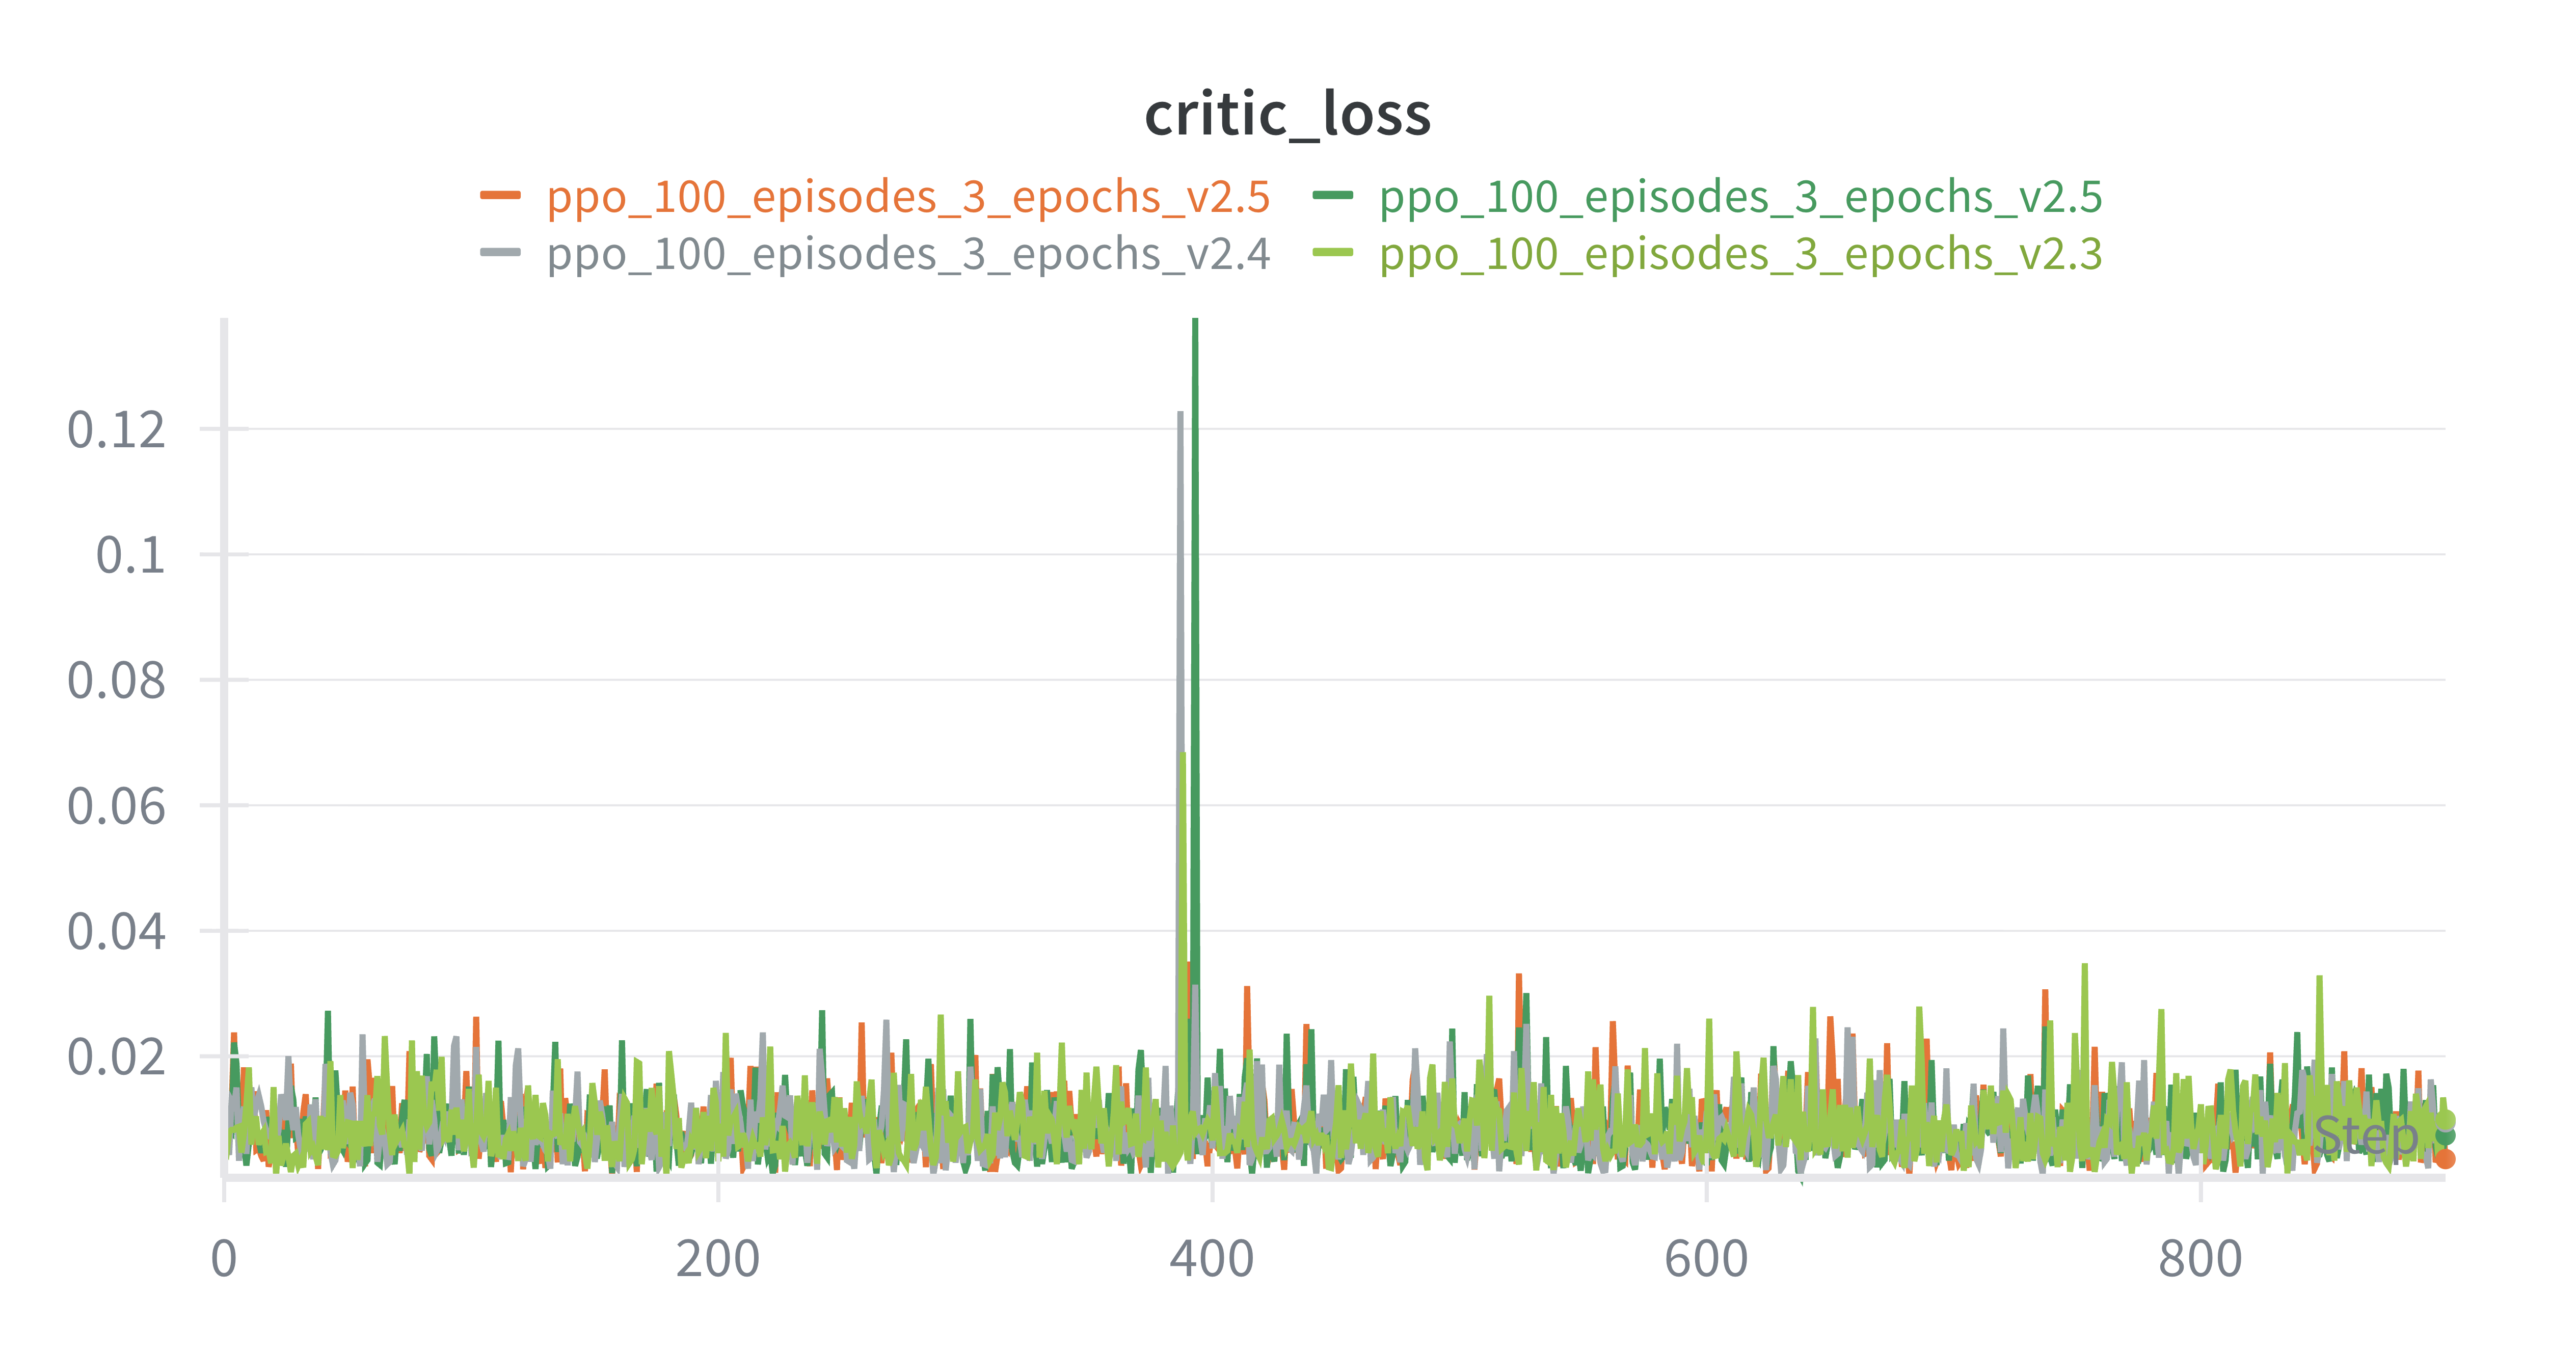 critic_loss
ppo_100_episodes_3_epochs_v2.5 ppo_100_episodes_3_epochs_v2.5
ppo_100_episodes_3_epochs_v2.4 ppo_100_episodes_3_epochs_v2.3
0.12
0.1
0.08
0.06
0.04
0.02
Step
0 200 400 600 800